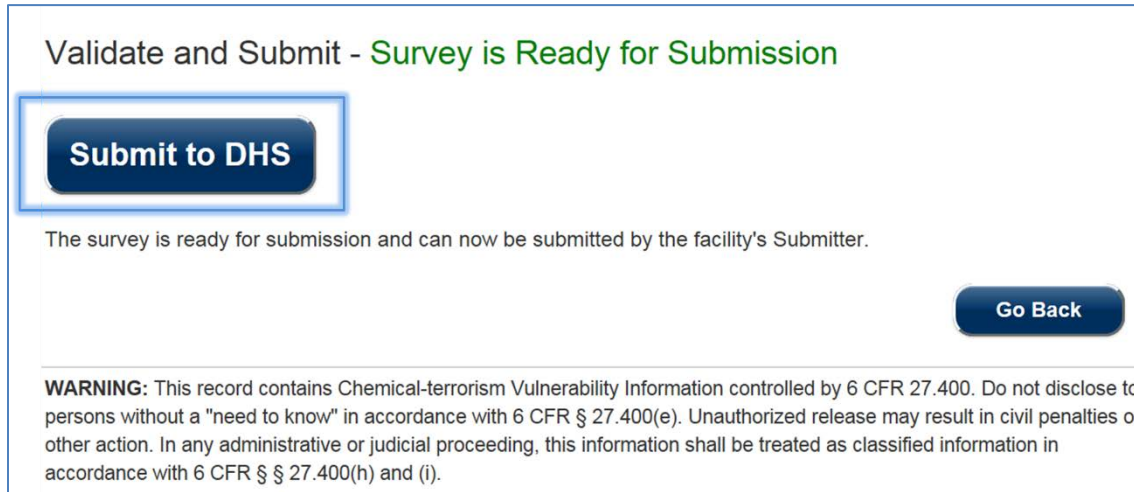 Validate and Submit - Survey is Ready for Submission
Submit to DHS
The survey is ready for submission and can now be submitted by the facility's Submitter.
Go Back
WARNING: This record contains Chemical-terrorism Vulnerability Information controlled by 6 CFR 27.400. Do not disclose to
persons without a "need to know" in accordance with 6 CFR § 27.400(e). Unauthorized release may result in civil penalties o
other action. In any administrative or judicial proceeding, this information shall be treated as classified information in
accordance with 6 CFR § § 27.400(h) and (i).